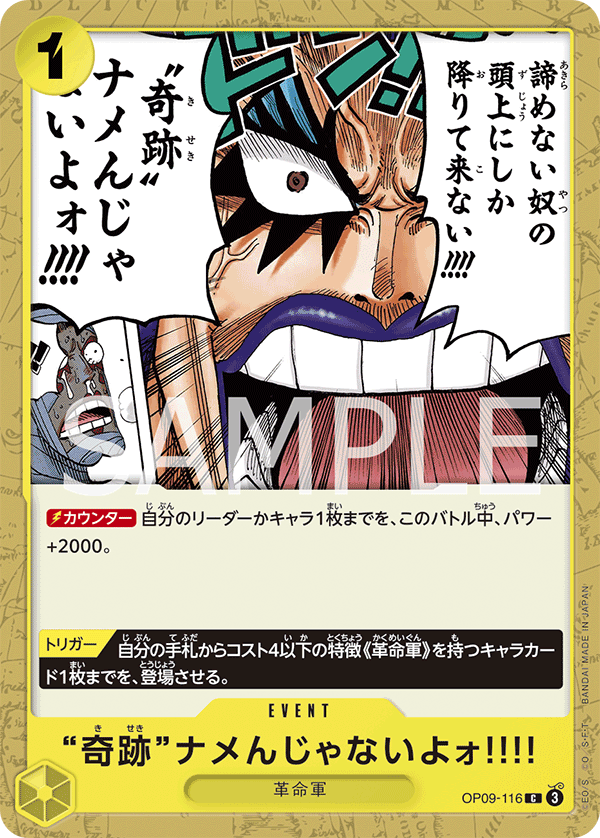 1
諦めない奴の
頭上にしか
降りて来ない!!!!
“奇跡”
ナメんじゃ
ないよォ!!!!
SAMPLE
カウンター 自分のリーダーかキャラ1枚までを、このバトル中、パワー
+2000。
トリガー 自分の手札からコスト4以下の特徴《革命軍》を持つキャラカー
ド1枚までを、登場させる。
EVENT
“奇跡”ナメんじゃないよォ!!!!
革命軍
OP09-116 C 3
©E.O. S., ©O. S-F-T BANDAI MADE IN JAPAN